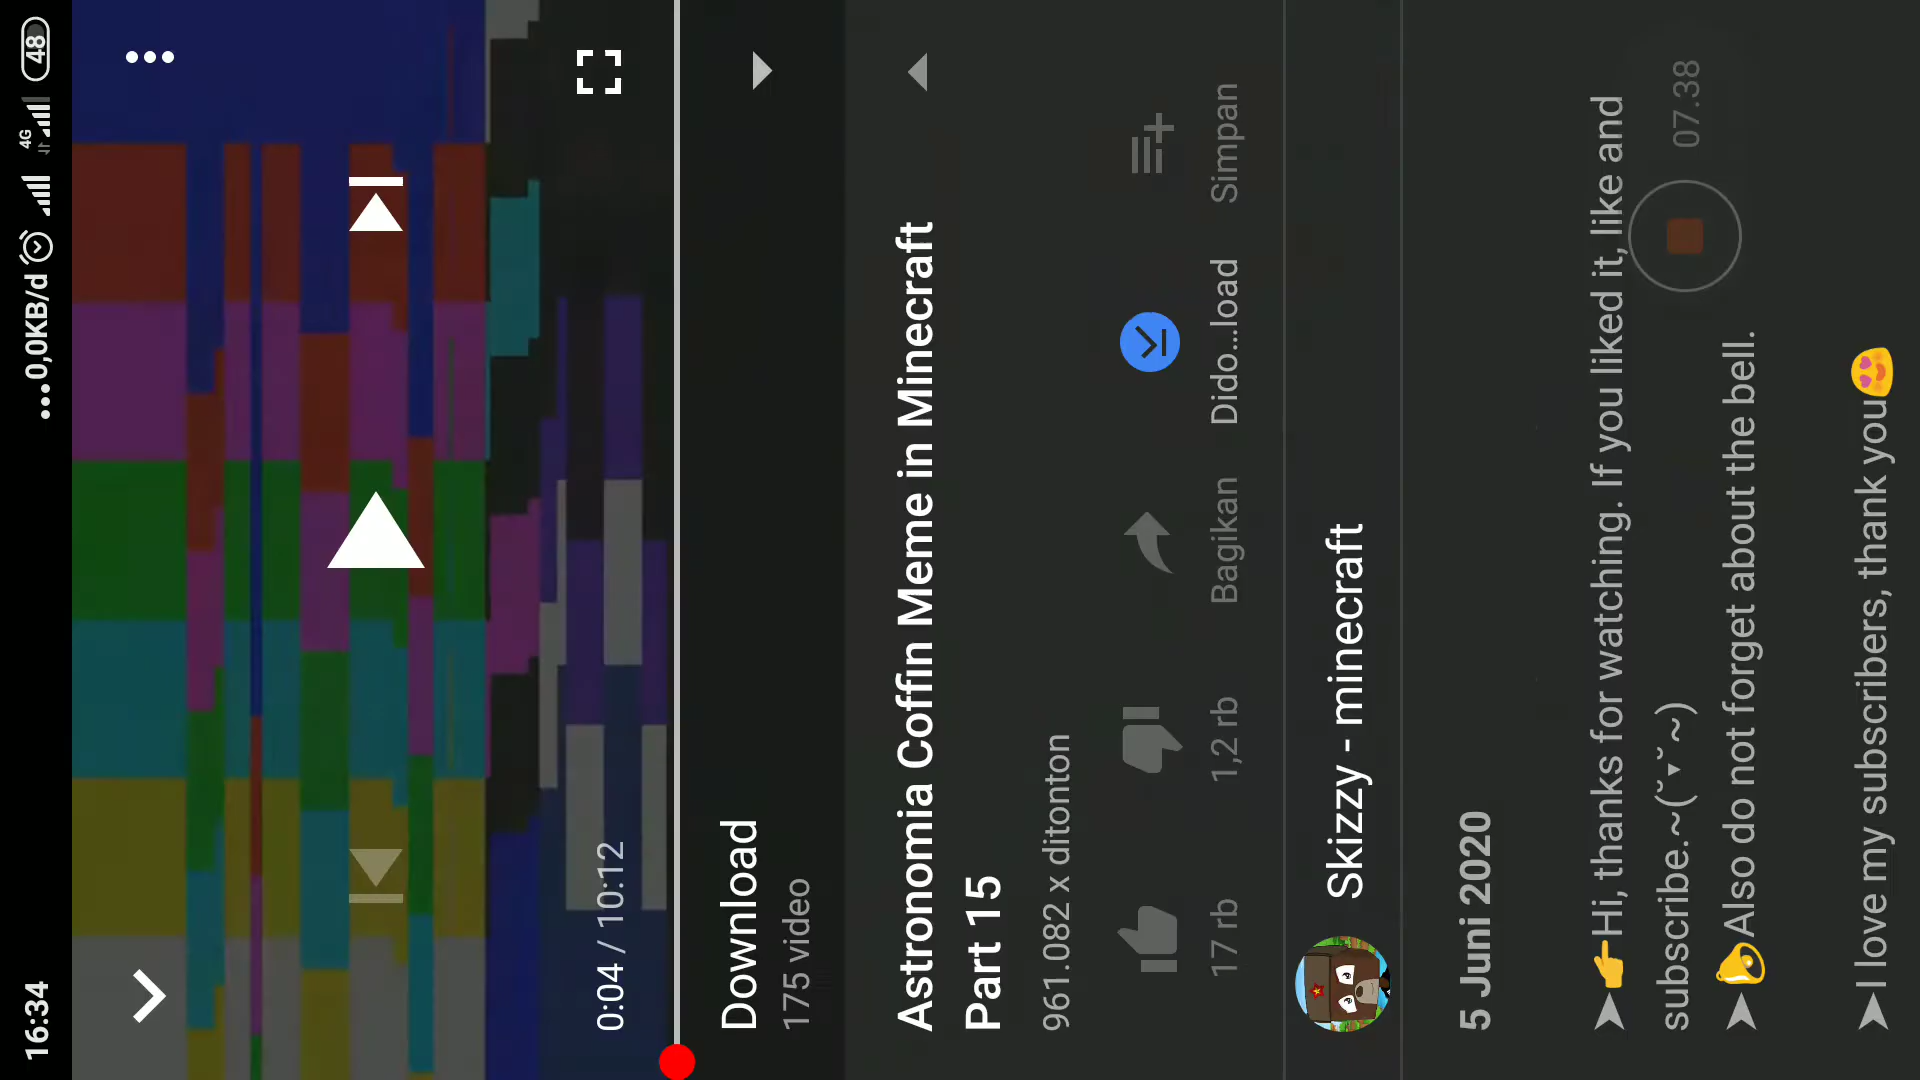 16:34
...0,0KB/d
4G
48
0:04 / 10:12
Download
175 video
Astronomia Coffin Meme in Minecraft
Part 15
961.082 x ditonton
17 rb
1,2 rb
Bagikan
Dido...load
Simpan
Skizzy - minecraft
5 Juni 2020
➤👉Hi, thanks for watching. If you liked it, like and
subscribe.~(˘▾˘~)
07.38
➤🔔Also do not forget about the bell.
➤I love my subscribers, thank you😍